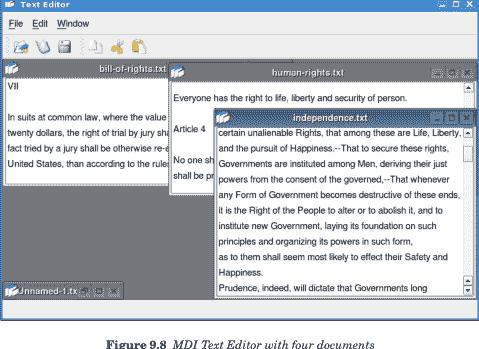 Text Editor
File Edit Window
bill-of-rights.txt
VII
In suits at common law, where the value
twenty dollars, the right of trial by jury sha
fact tried by a jury shall be otherwise re-e
United States, than according to the rules
human-rights.txt
Everyone has the right to life, liberty and security of person.
Article 4
No one sh
shall be pr
independence.txt
certain unalienable Rights, that among these are Life, Liberty,
and the pursuit of Happiness.--That to secure these rights,
Governments are instituted among Men, deriving their just
powers from the consent of the governed,--That whenever
any Form of Government becomes destructive of these ends,
it is the Right of the People to alter or to abolish it, and to
institute new Government, laying its foundation on such
principles and organizing its powers in such form,
as to them shall seem most likely to effect their Safety and
Happiness.
Prudence, indeed, will dictate that Governments long
Unnamed-1.tx
Figure 9.8 MDI Text Editor with four documents